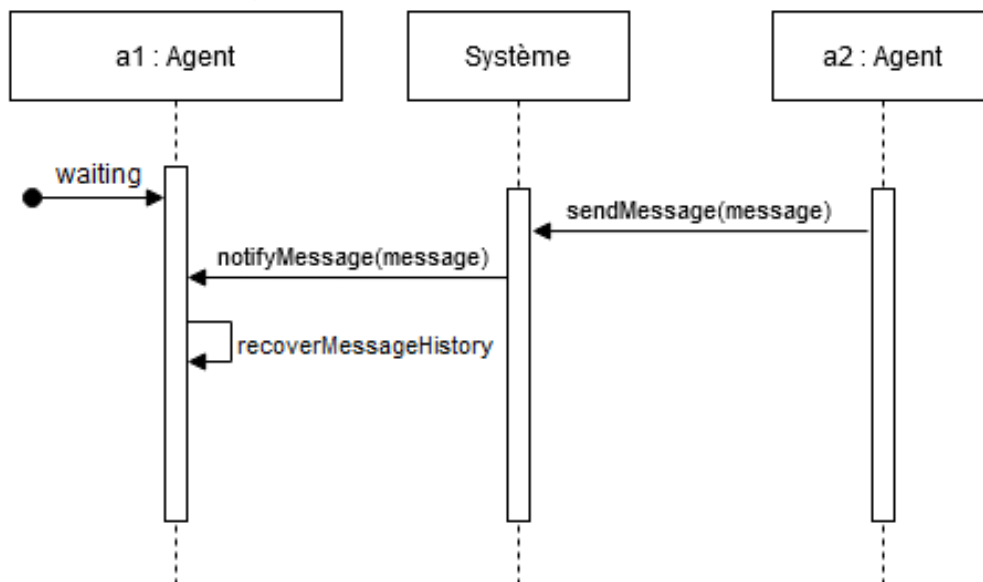 a1 : Agent
Système
a2 : Agent
waiting
sendMessage(message)
notifyMessage(message)
recoverMessageHistory